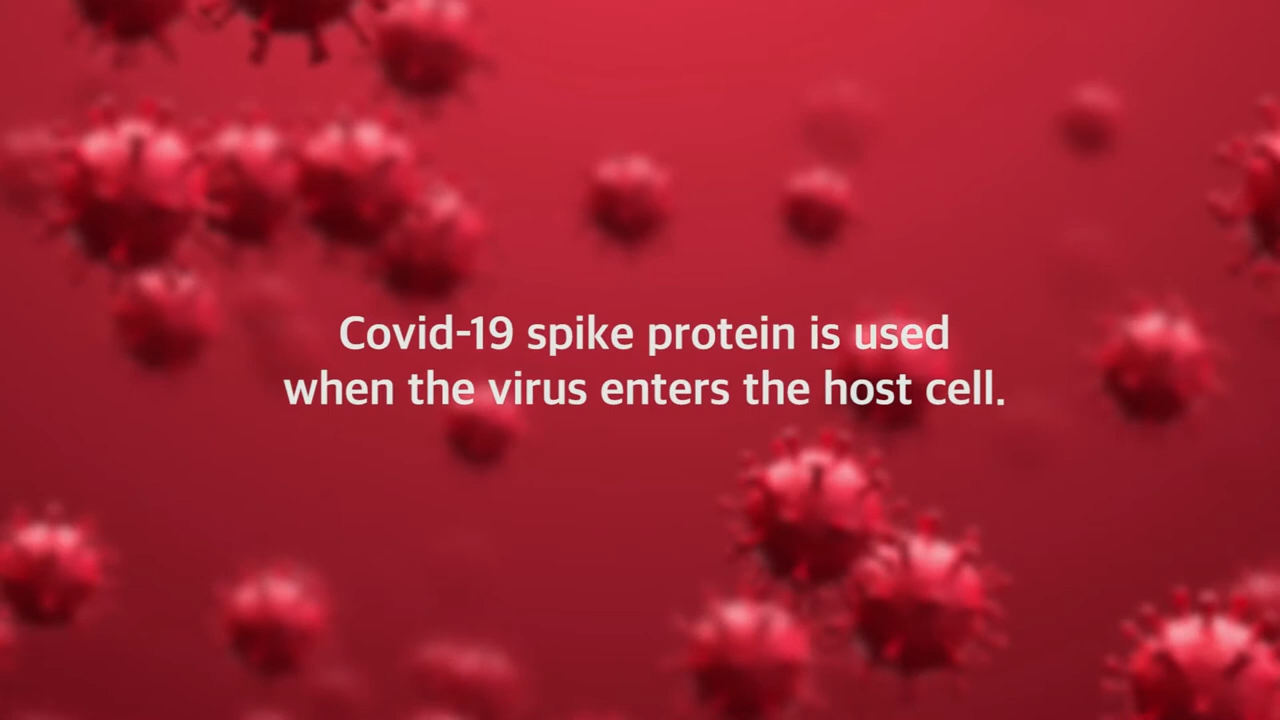 Covid-19 spike protein is used
when the virus enters the host cell.